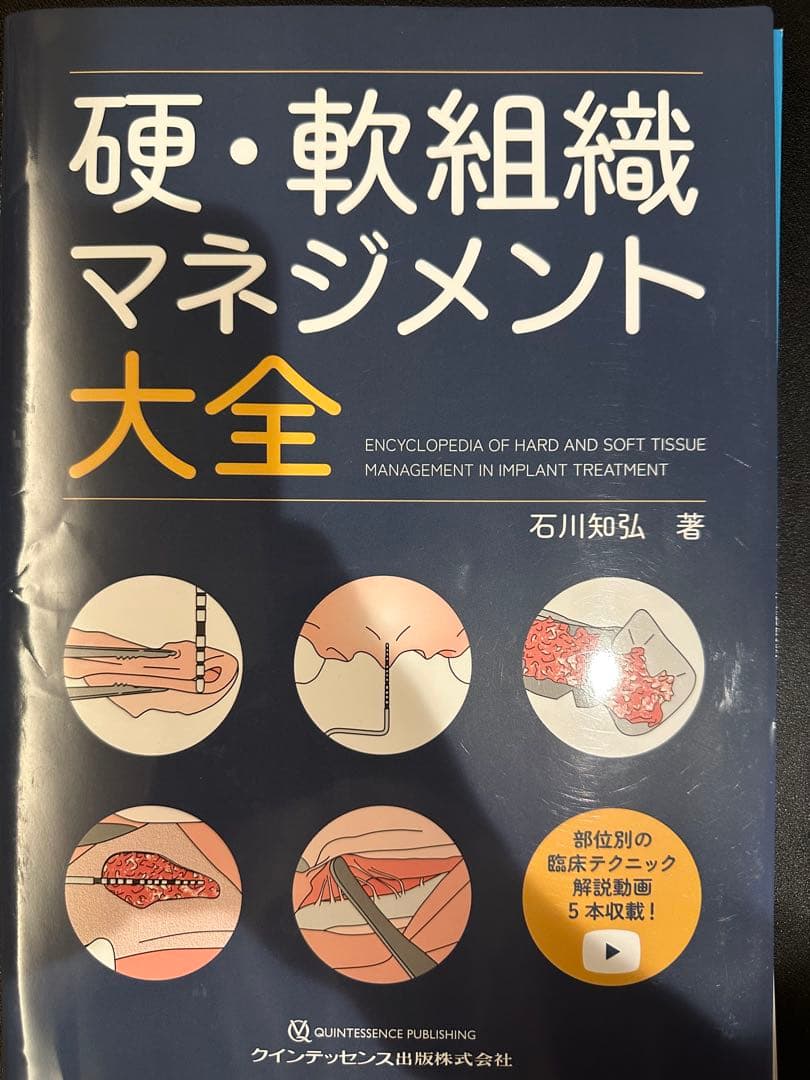 硬・軟組織
マネジメント
大全
ENCYCLOPEDIA OF HARD AND SOFT TISSUE
MANAGEMENT IN IMPLANT TREATMENT
石川知弘 著
部位別の
臨床テクニック
解説動画
5本収載!
QUINTESSENCE PUBLISHING
クインテッセンス出版株式会社